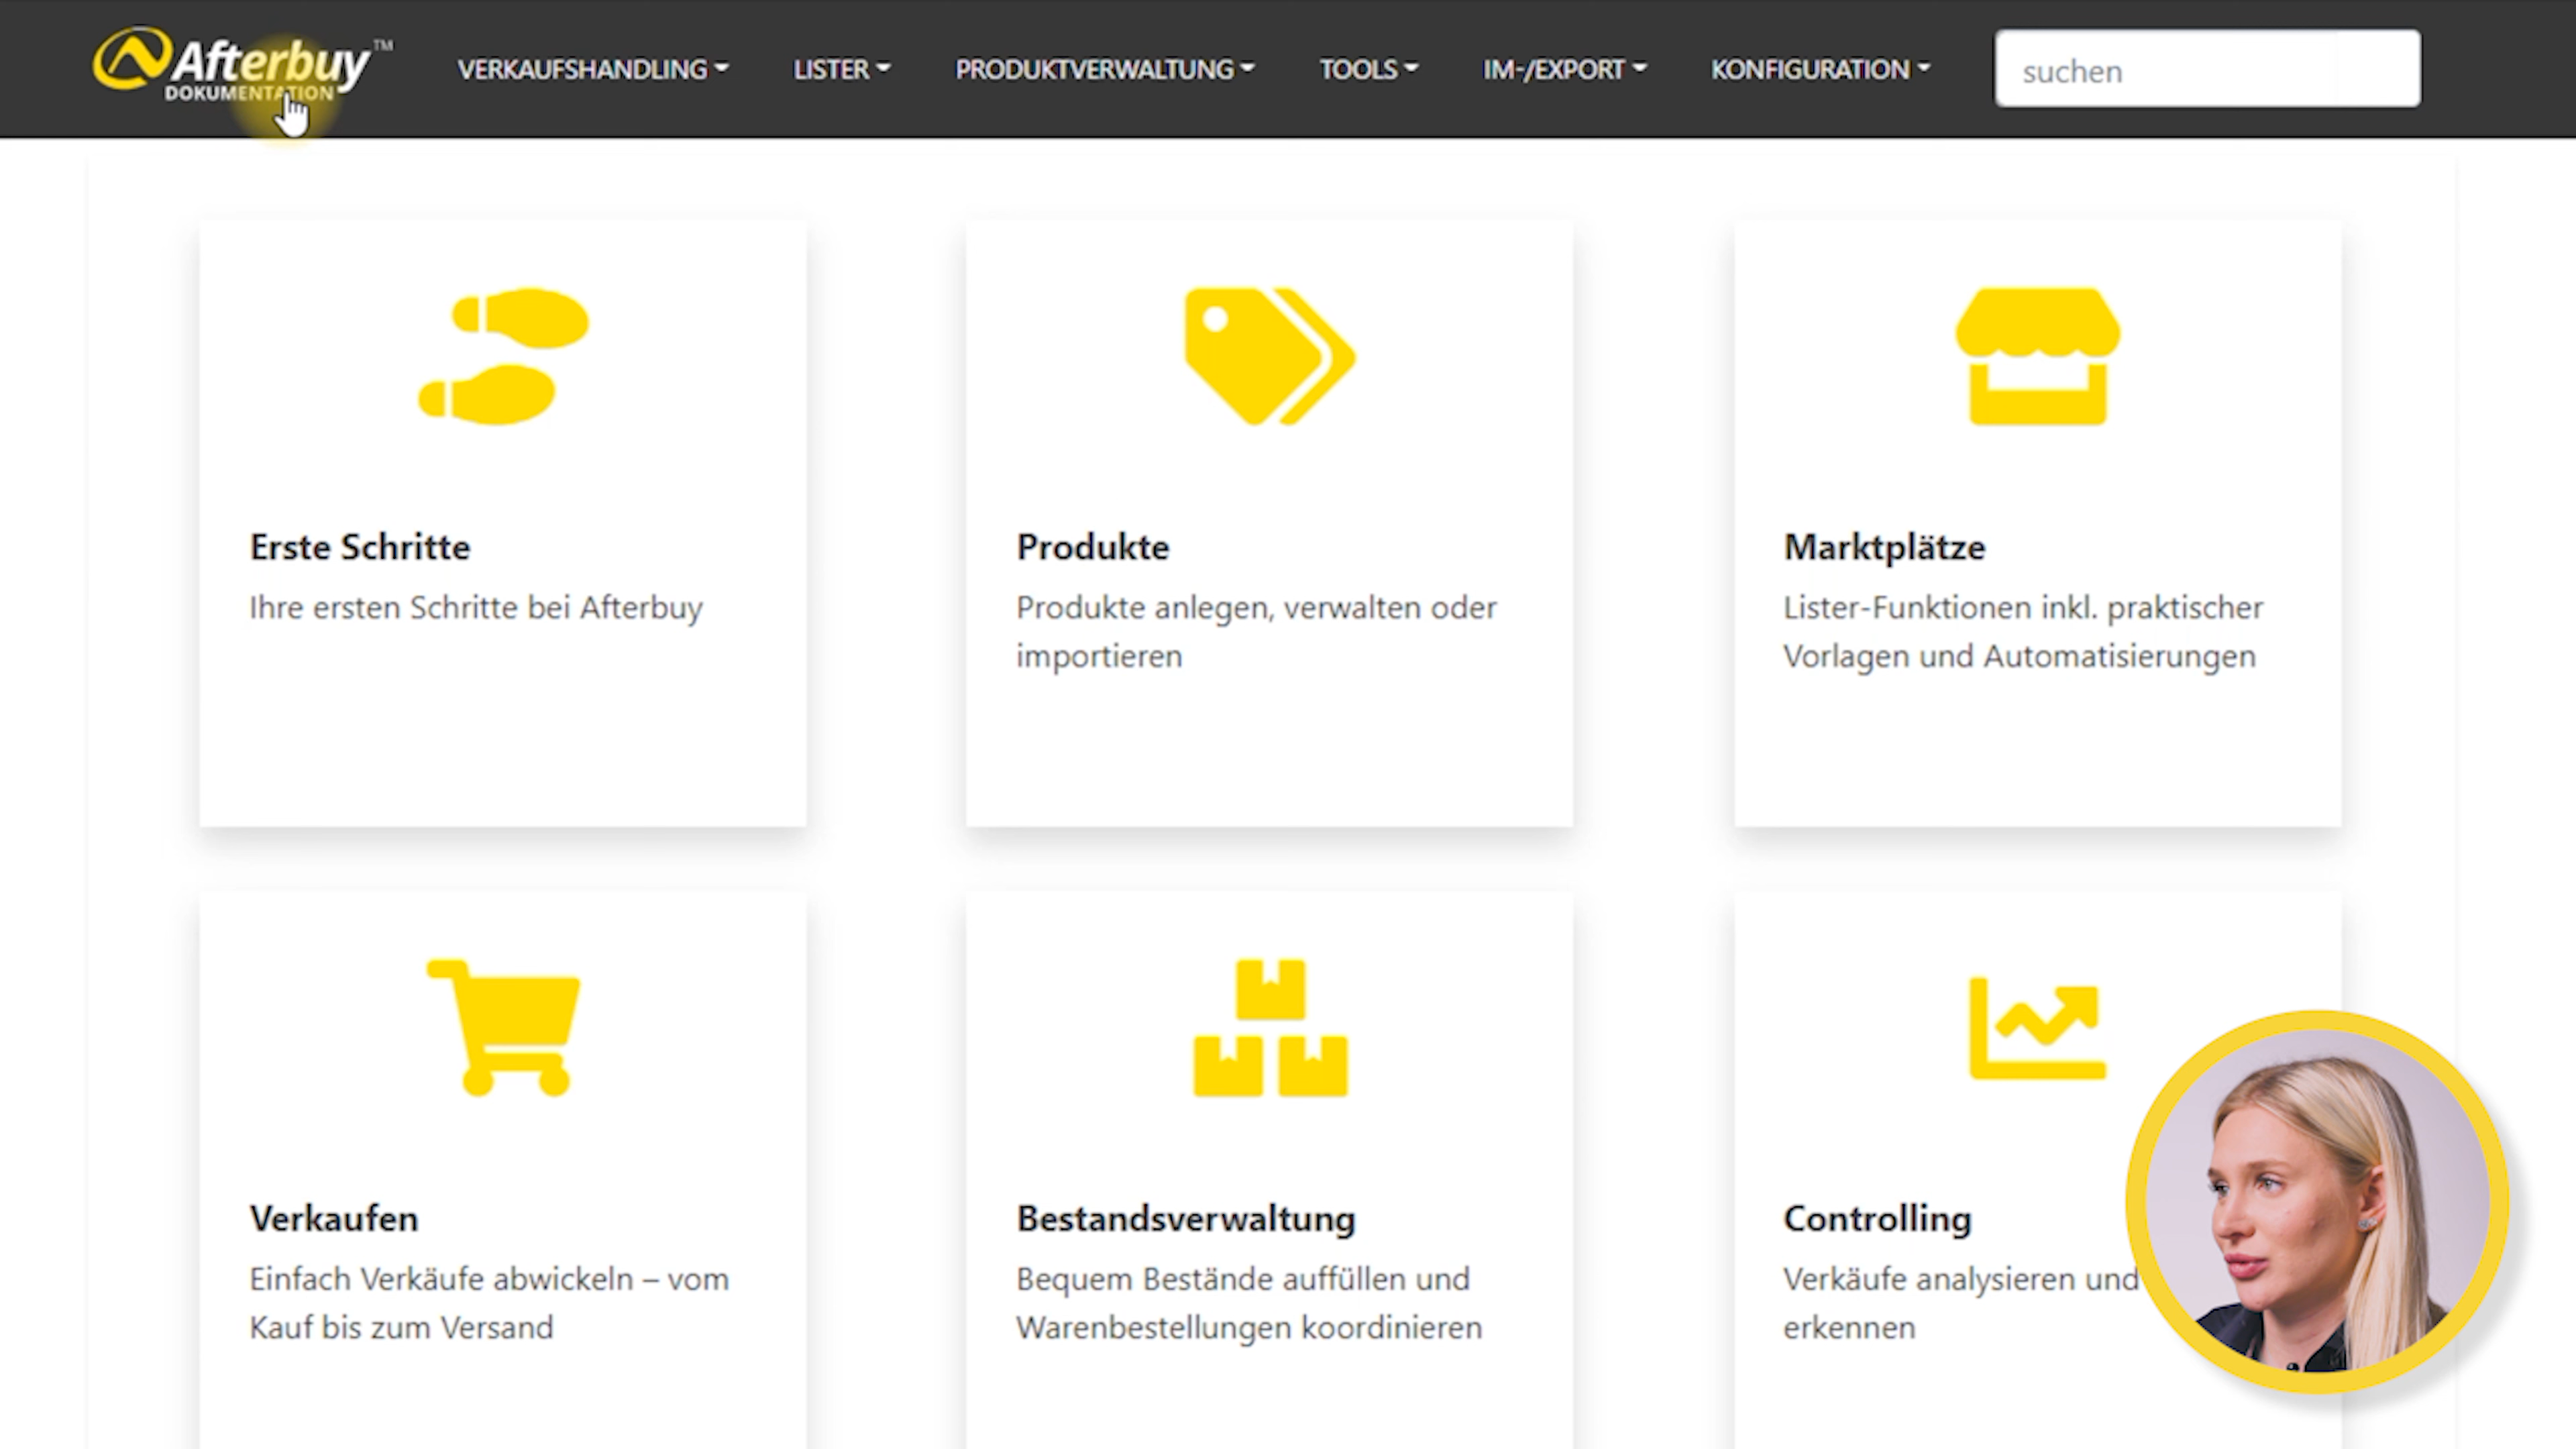 Afterbuy™
DOKUMENTATION
VERKAUFSHANDLING
LISTER
PRODUKTVERWALTUNG
TOOLS
IM-/EXPORT
KONFIGURATION
suchen
Erste Schritte
Ihre ersten Schritte bei Afterbuy
Produkte
Produkte anlegen, verwalten oder
importieren
Marktplätze
Lister-Funktionen inkl. praktischer
Vorlagen und Automatisierungen
Verkaufen
Einfach Verkäufe abwickeln – vom
Kauf bis zum Versand
Bestandsverwaltung
Bequem Bestände auffüllen und
Warenbestellungen koordinieren
Controlling
Verkäufe analysieren und
erkennen